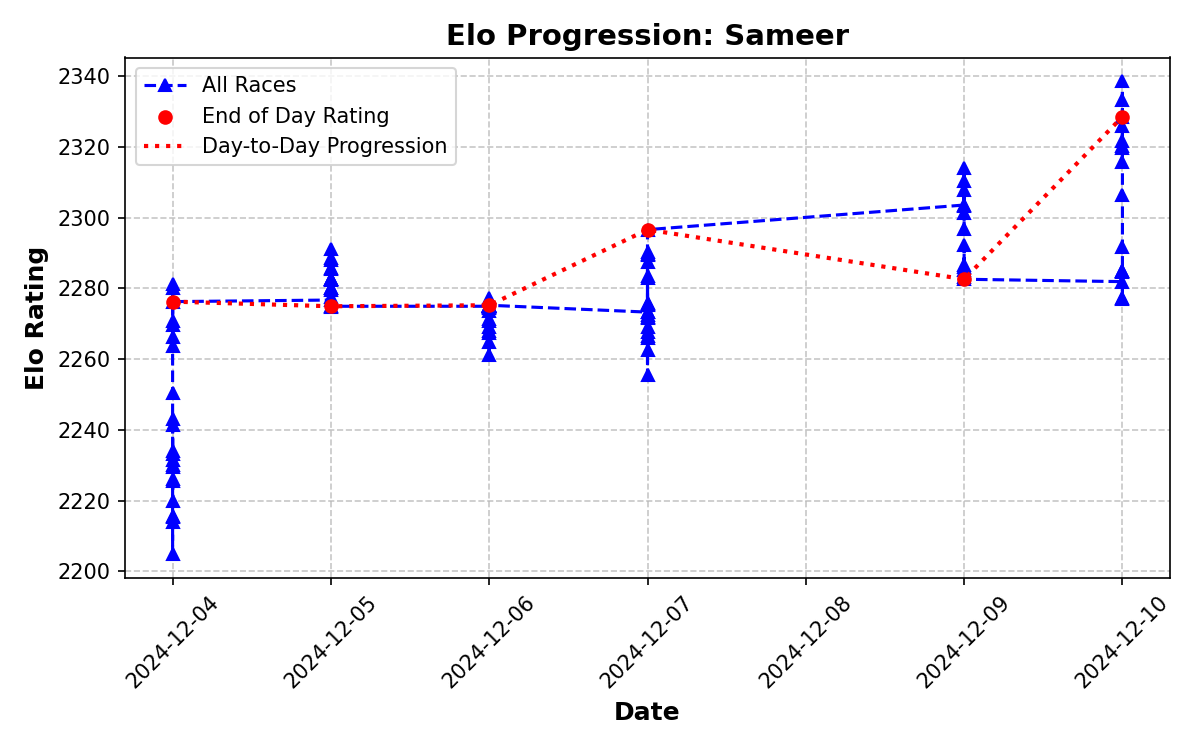 Elo Progression: Sameer
All Races
End of Day Rating
Day-to-Day Progression
Elo Rating
2340
2320
2300
2280
2260
2240
2220
2200
2024-12-04
2024-12-05
2024-12-06
2024-12-07
2024-12-08
2024-12-09
2024-12-10
Date